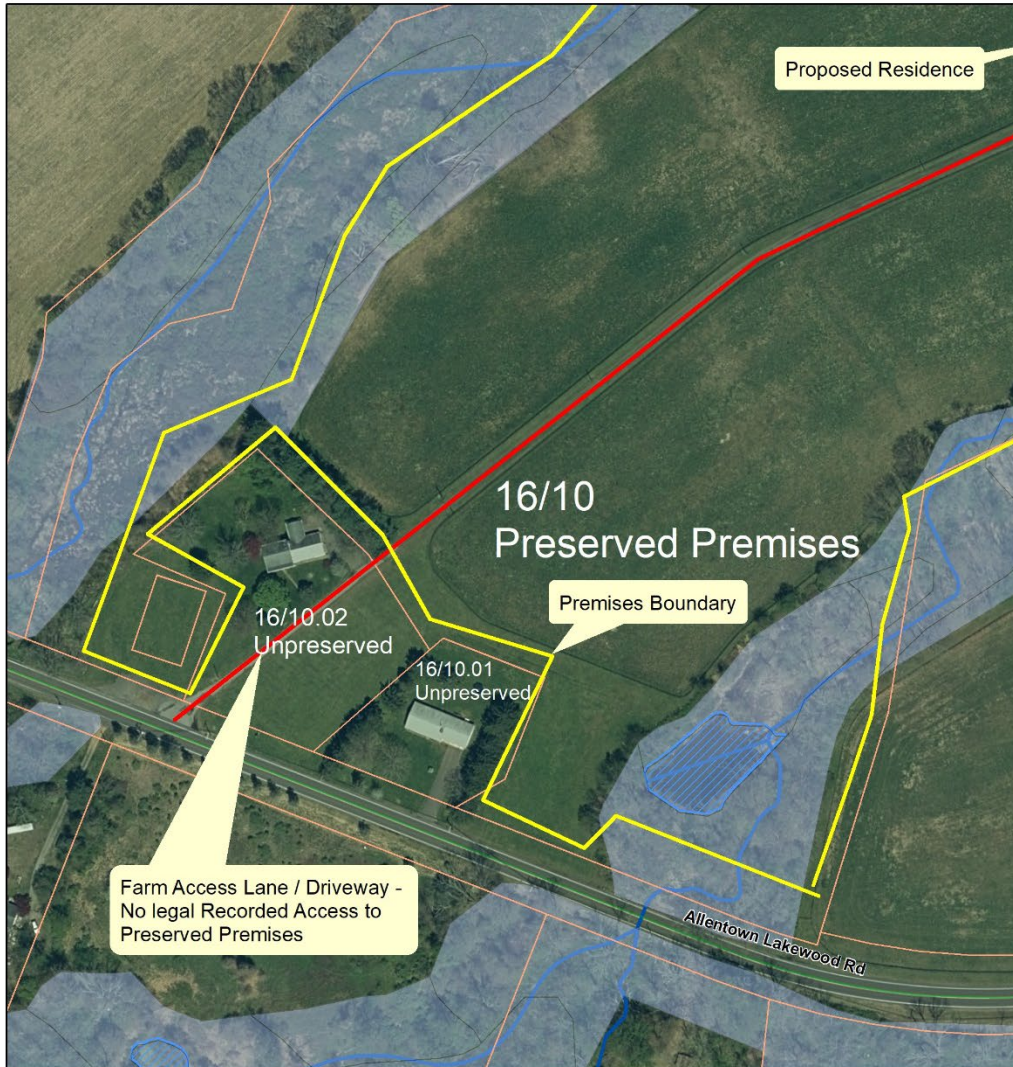 Proposed Residence
16/10
Preserved Premises
Premises Boundary
16/10.02
Unpreserved
16/10.01
Unpreserved
Farm Access Lane / Driveway -
No legal Recorded Access to
Preserved Premises
Allentown Lakewood Rd